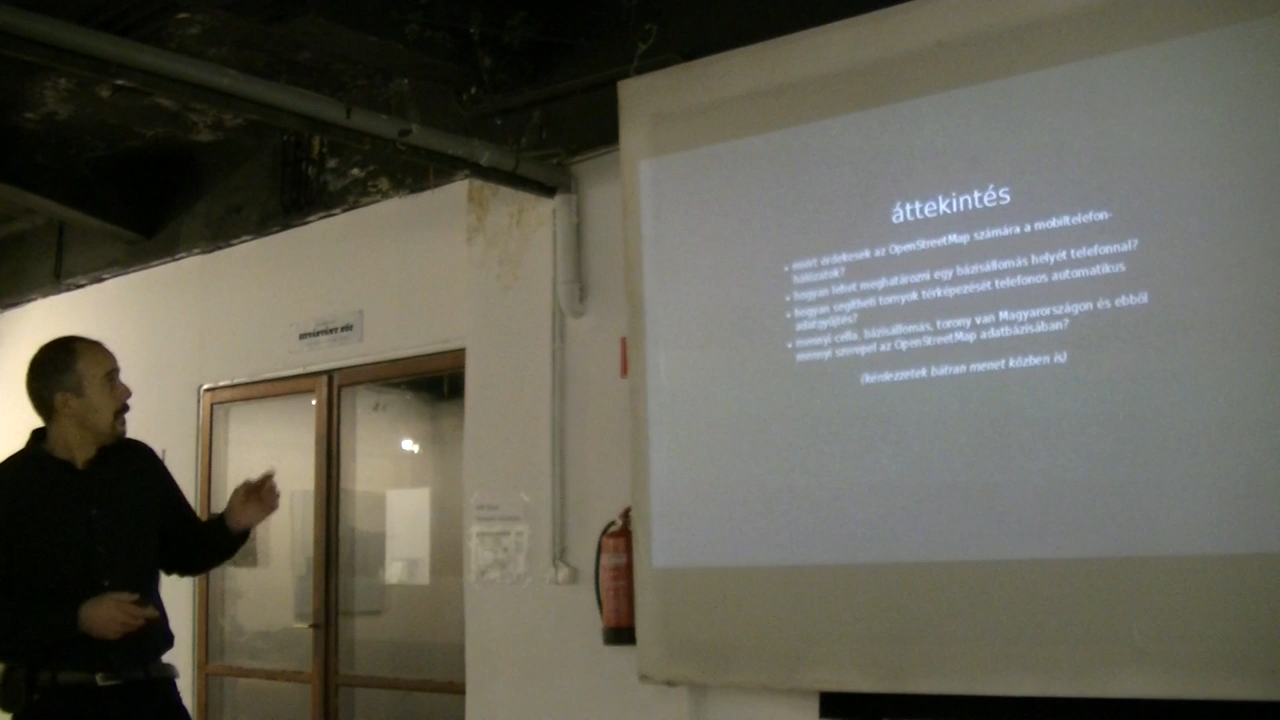 áttekintés
miért érdekesek az OpenStreetMap számára a mobiltelefon-
hálózatok?
hogyan lehet meghatározni egy bázisállomás helyét telefonnal?
hogyan segítheti tornyok térképezését telefonos automatikus
adatgyűjtés?
mennyi cella, bázisállomás, torony van Magyarországon és ebből
mennyi szerepel az OpenStreetMap adatbázisában?
(kérdezzetek bátran menet közben is)